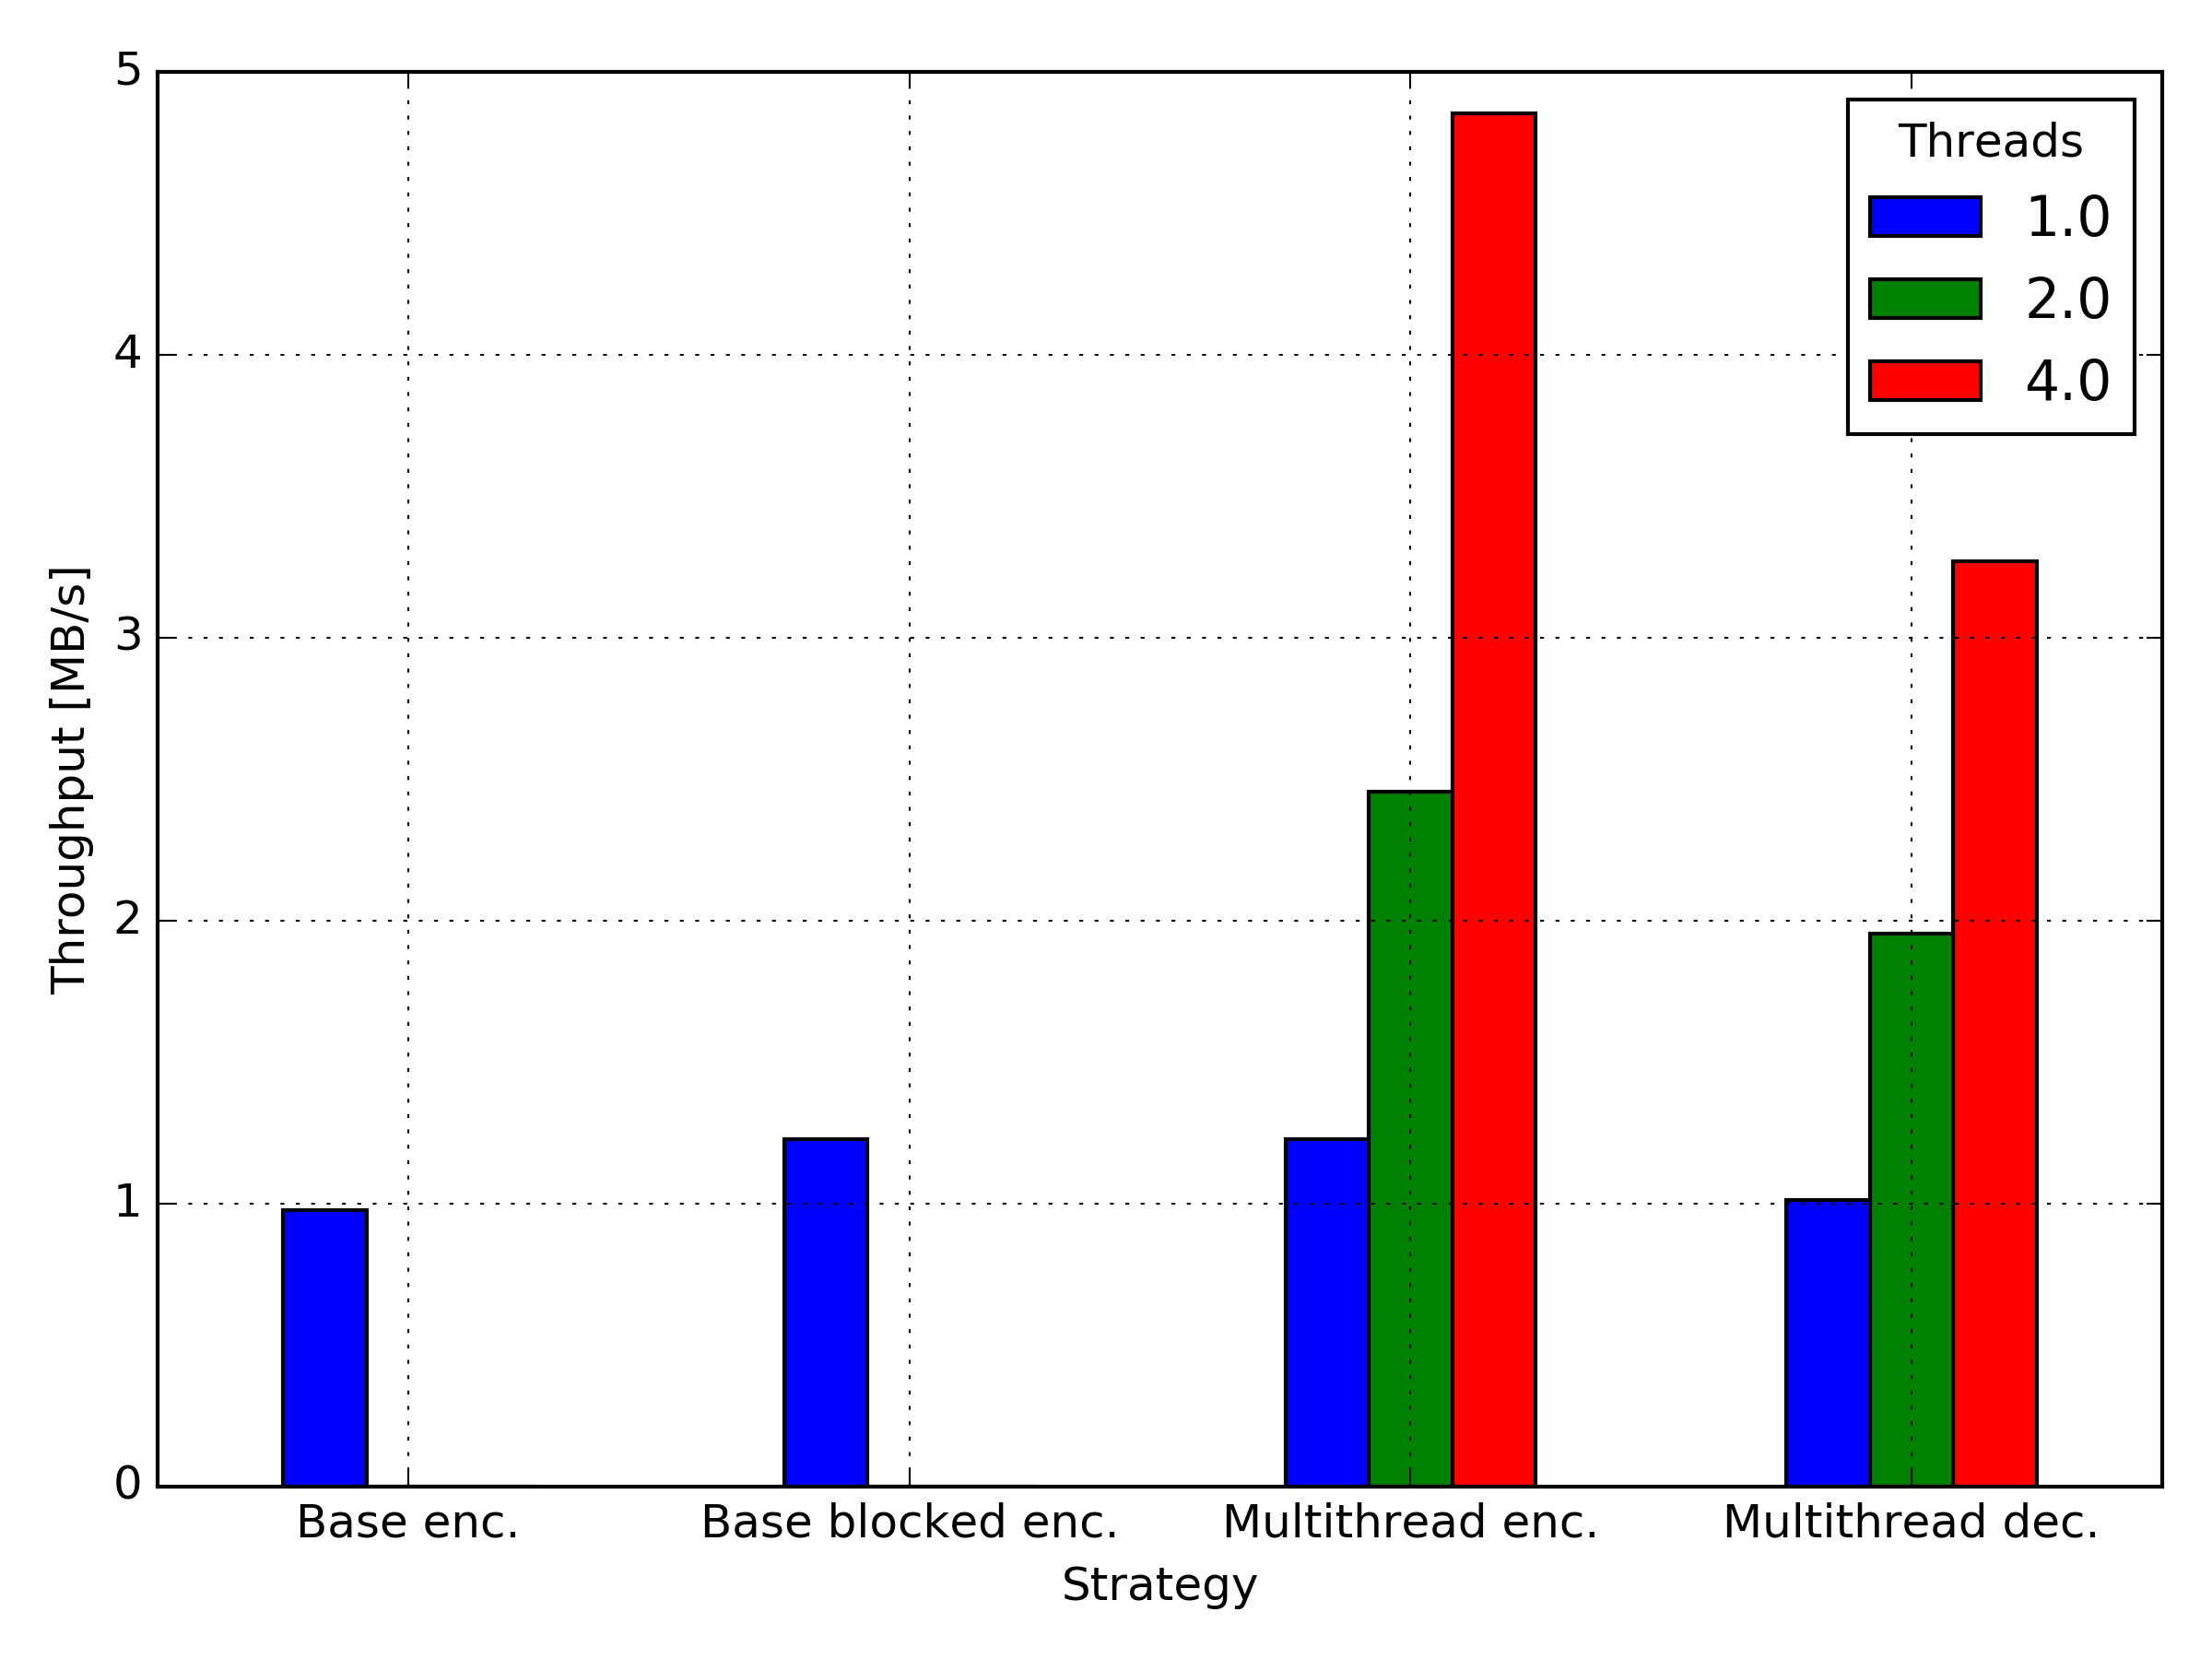 Threads
1.0
2.0
4.0
5
4
3
2
1
0
Throughput [MB/s]
Base enc. Base blocked enc. Multithread enc. Multithread dec.
Strategy